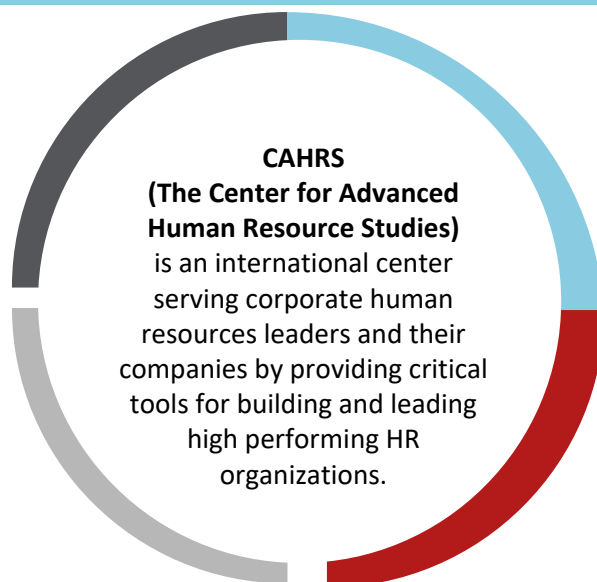 CAHRS
(The Center for Advanced
Human Resource Studies)
is an international center
serving corporate human
resources leaders and their
companies by providing critical
tools for building and leading
high performing HR
organizations.